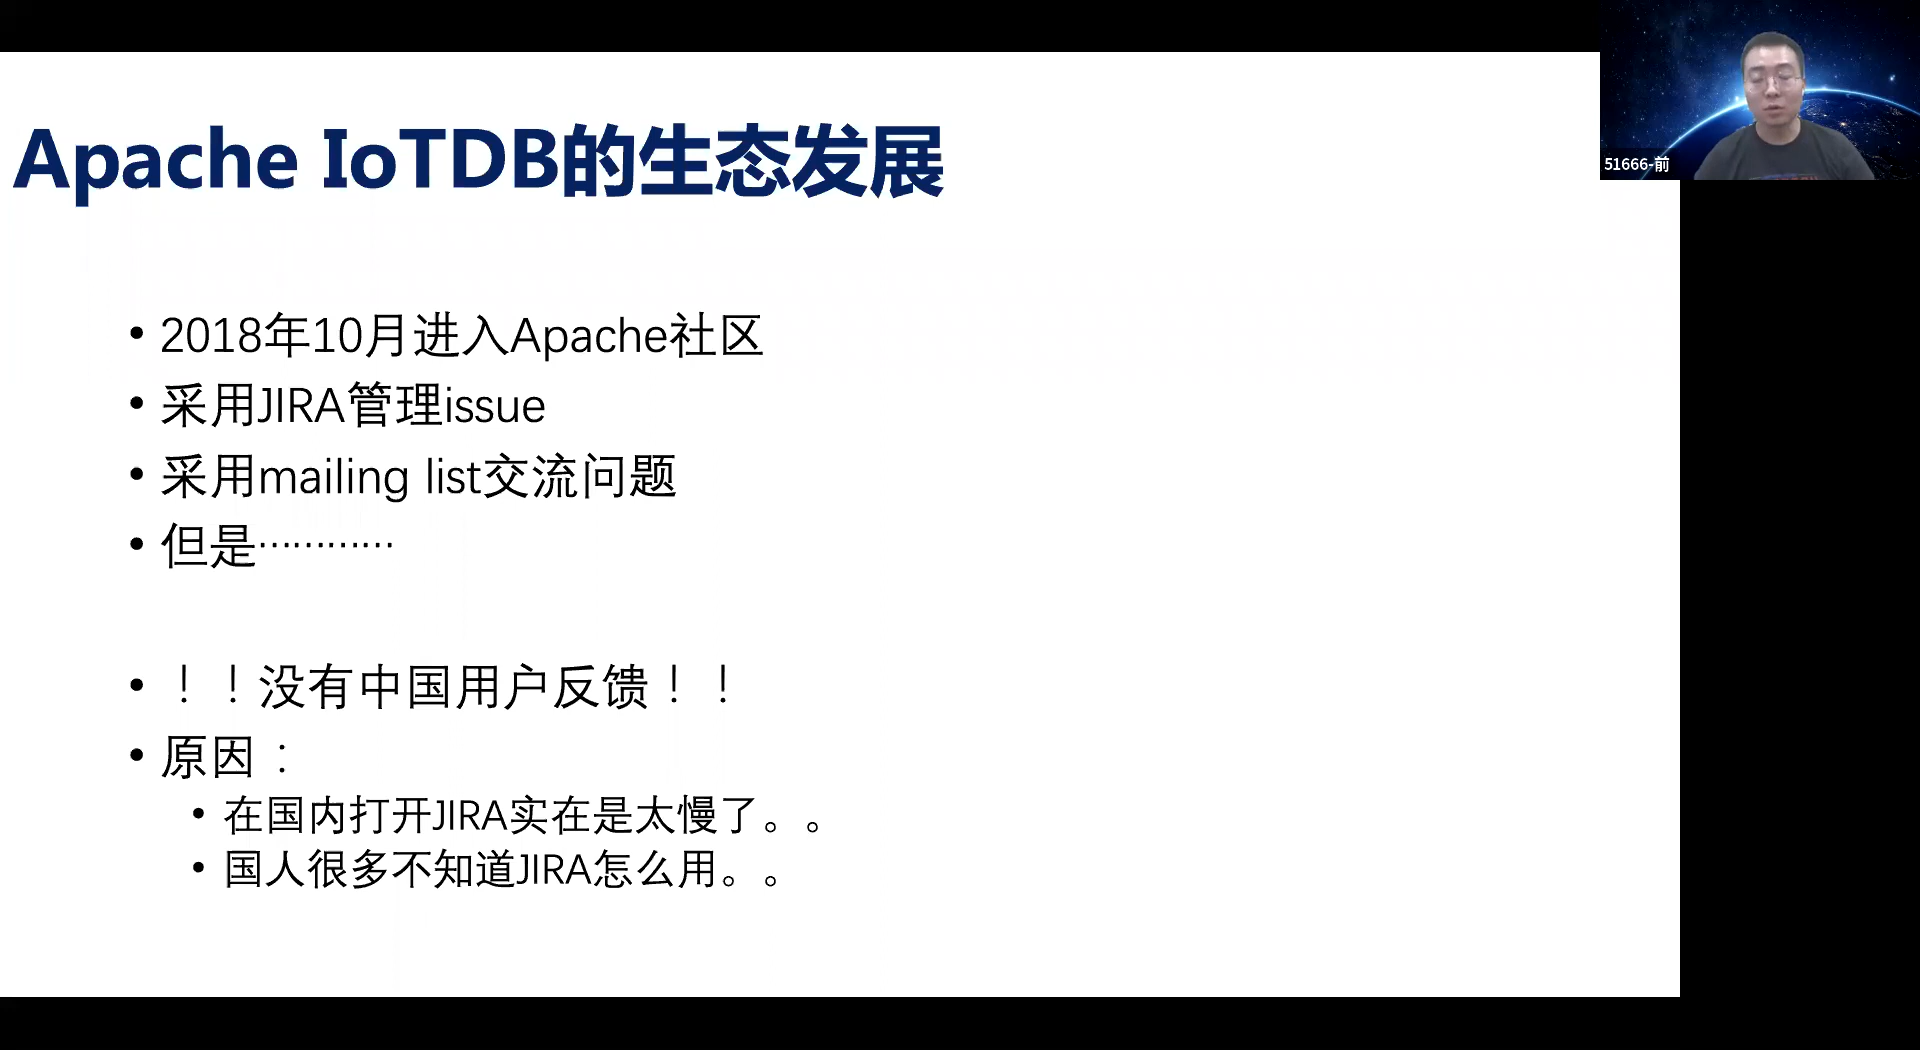 Apache IoTDB的生态发展
51666-前
• 2018年10月进入Apache社区
• 采用JIRA管理issue
• 采用mailing list交流问题
• 但是…………
• ！！没有中国用户反馈！！
• 原因：
• 在国内打开JIRA实在是太慢了。。
• 国人很多不知道JIRA怎么用。。